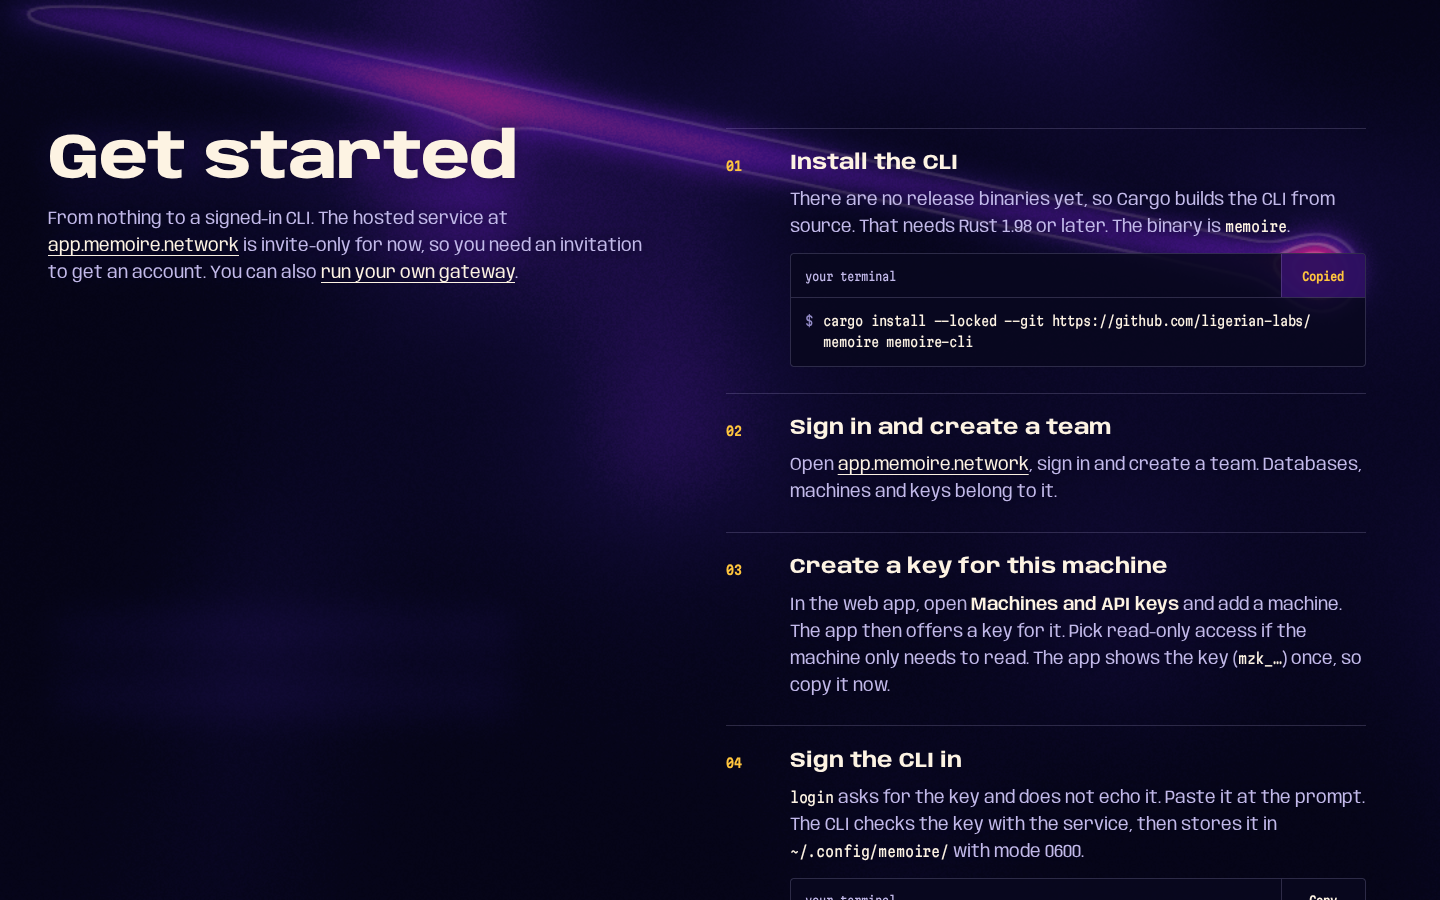 Get started
From nothing to a signed-in CLI. The hosted service at
app.memoire.network is invite-only for now, so you need an invitation
to get an account. You can also run your own gateway.
01
Install the CLI
There are no release binaries yet, so Cargo builds the CLI from
source. That needs Rust 1.98 or later. The binary is memoire.
your terminal
Copied
$ cargo install --locked --git https://github.com/ligerian-labs/
memoire memoire-cli
02
Sign in and create a team
Open app.memoire.network, sign in and create a team. Databases,
machines and keys belong to it.
03
Create a key for this machine
In the web app, open Machines and API keys and add a machine.
The app then offers a key for it. Pick read-only access if the
machine only needs to read. The app shows the key (mzk_…) once, so
copy it now.
04
Sign the CLI in
login asks for the key and does not echo it. Paste it at the prompt.
The CLI checks the key with the service, then stores it in
~/.config/memoire/ with mode 0600.
your terminal
Copy